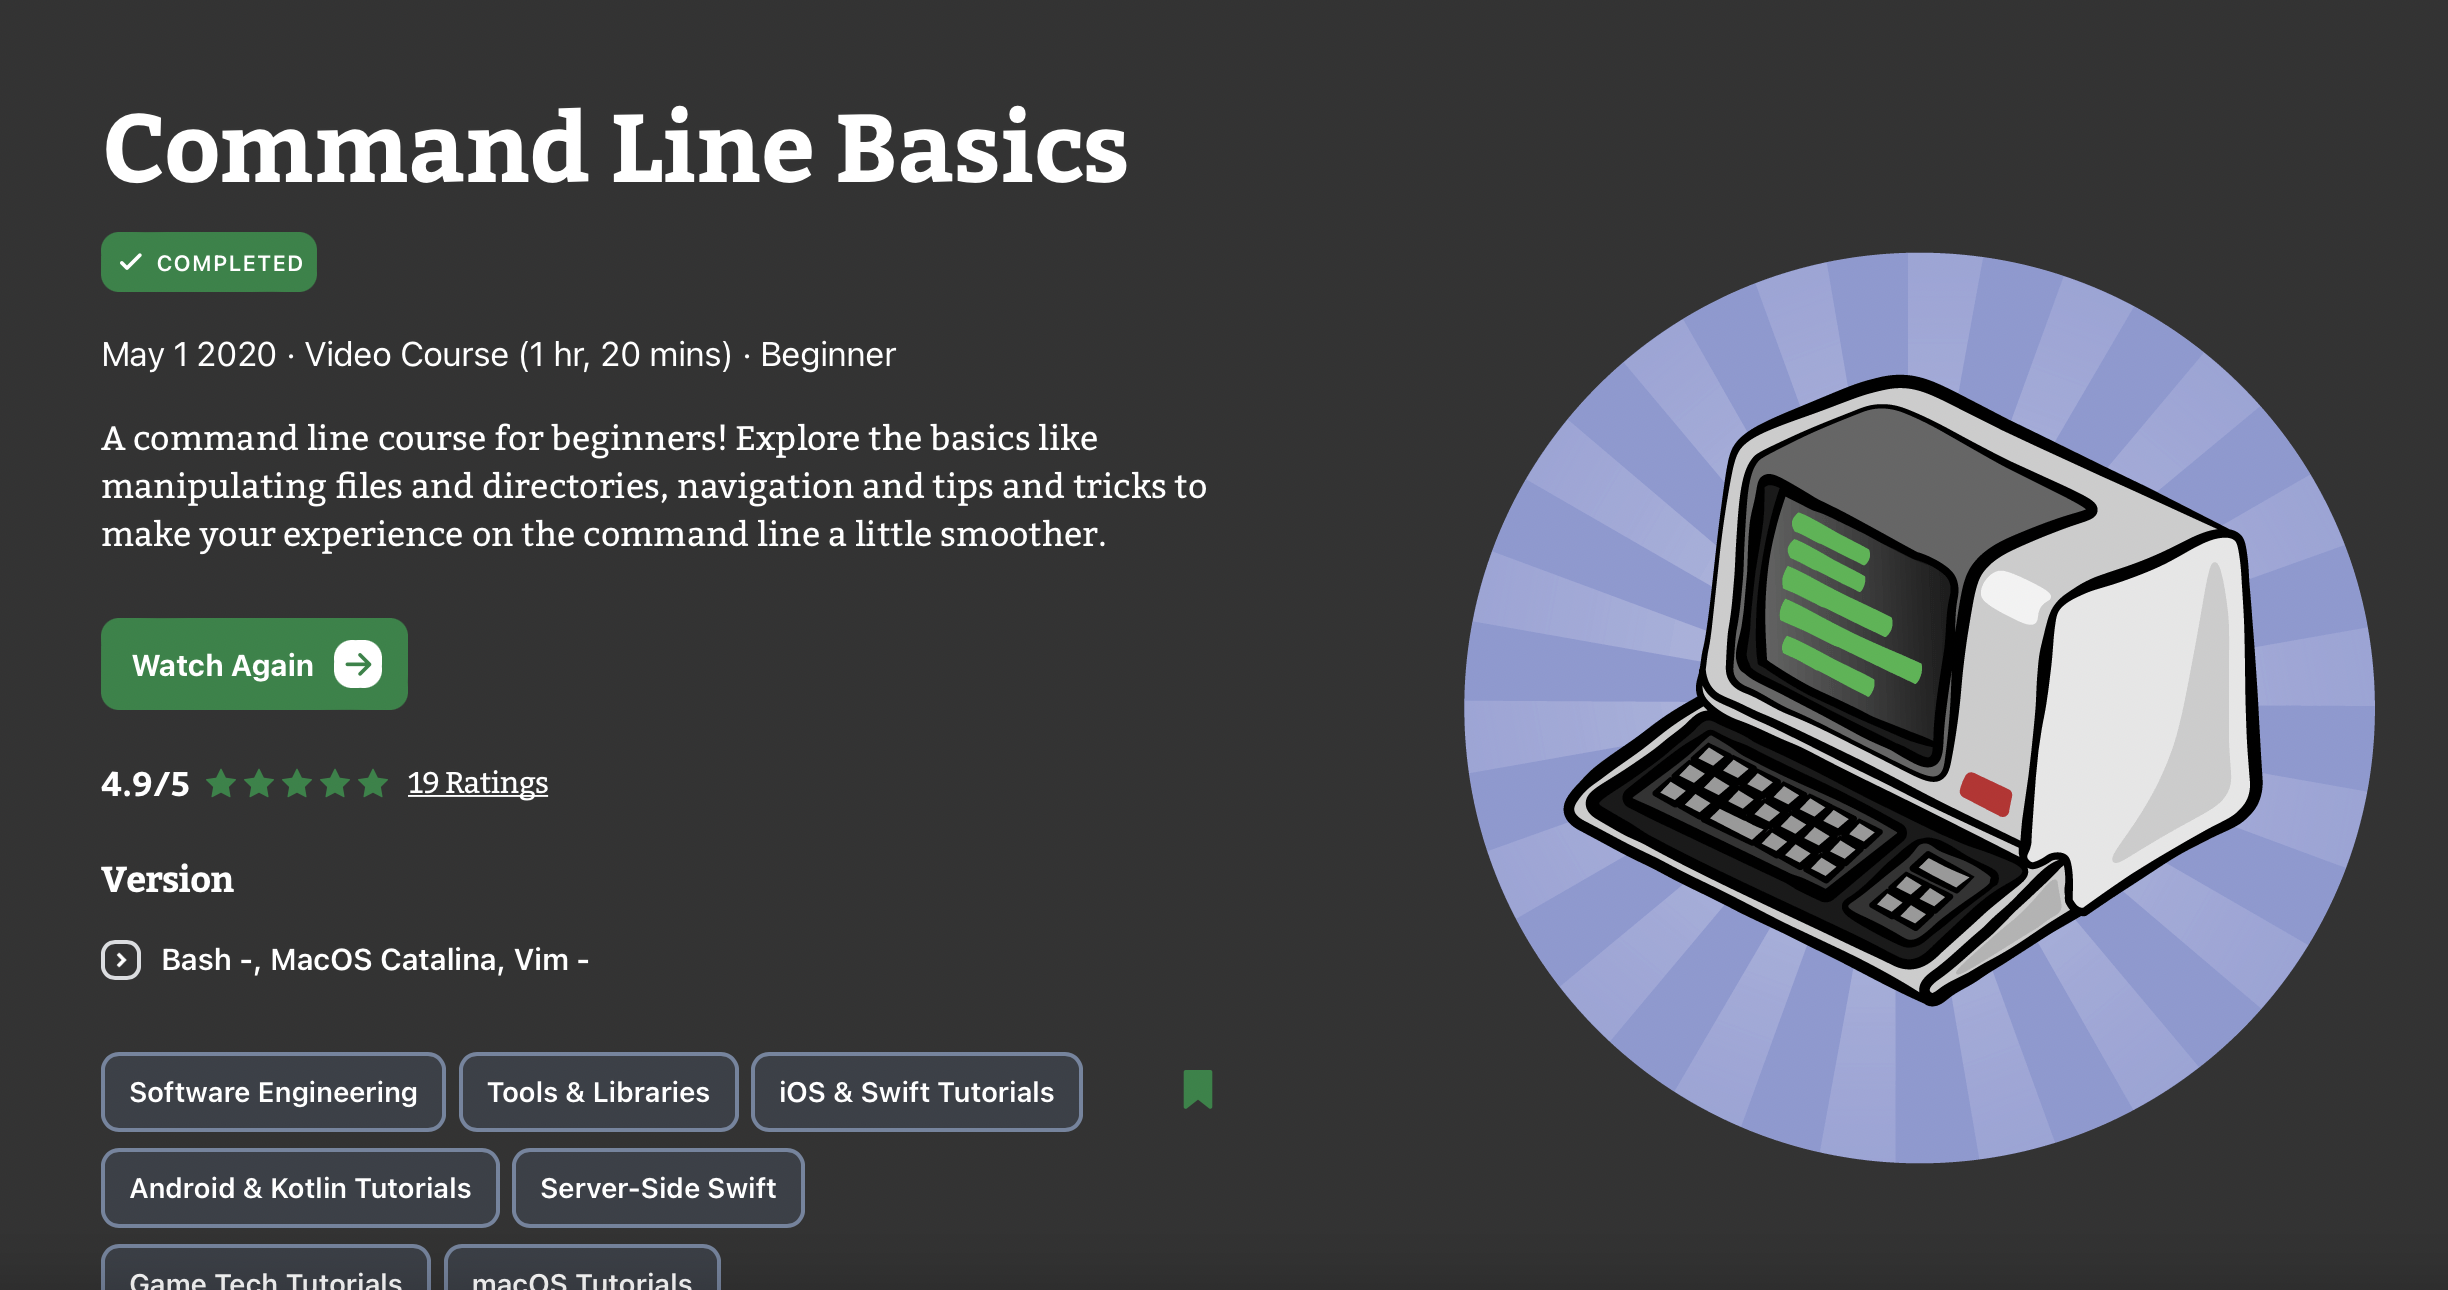 Command Line Basics
COMPLETED
May 1 2020 · Video Course (1 hr, 20 mins) · Beginner
A command line course for beginners! Explore the basics like
manipulating files and directories, navigation and tips and tricks to
make your experience on the command line a little smoother.
Watch Again
4.9/5 19 Ratings
Version
Bash -, MacOS Catalina, Vim -
Software Engineering Tools & Libraries iOS & Swift Tutorials
Android & Kotlin Tutorials Server-Side Swift
Game Tech Tutorials macOS Tutorials